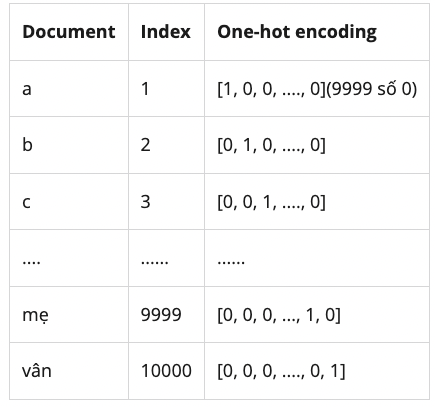 Document Index One-hot encoding
a 1 [1, 0, 0, ...., 0](9999 số 0)
b 2 [0, 1, 0, ...., 0]
c 3 [0, 0, 1, ...., 0]
.... ...... ......
mẹ 9999 [0, 0, 0, ..., 1, 0]
vân 10000 [0, 0, 0, ...., 0, 1]